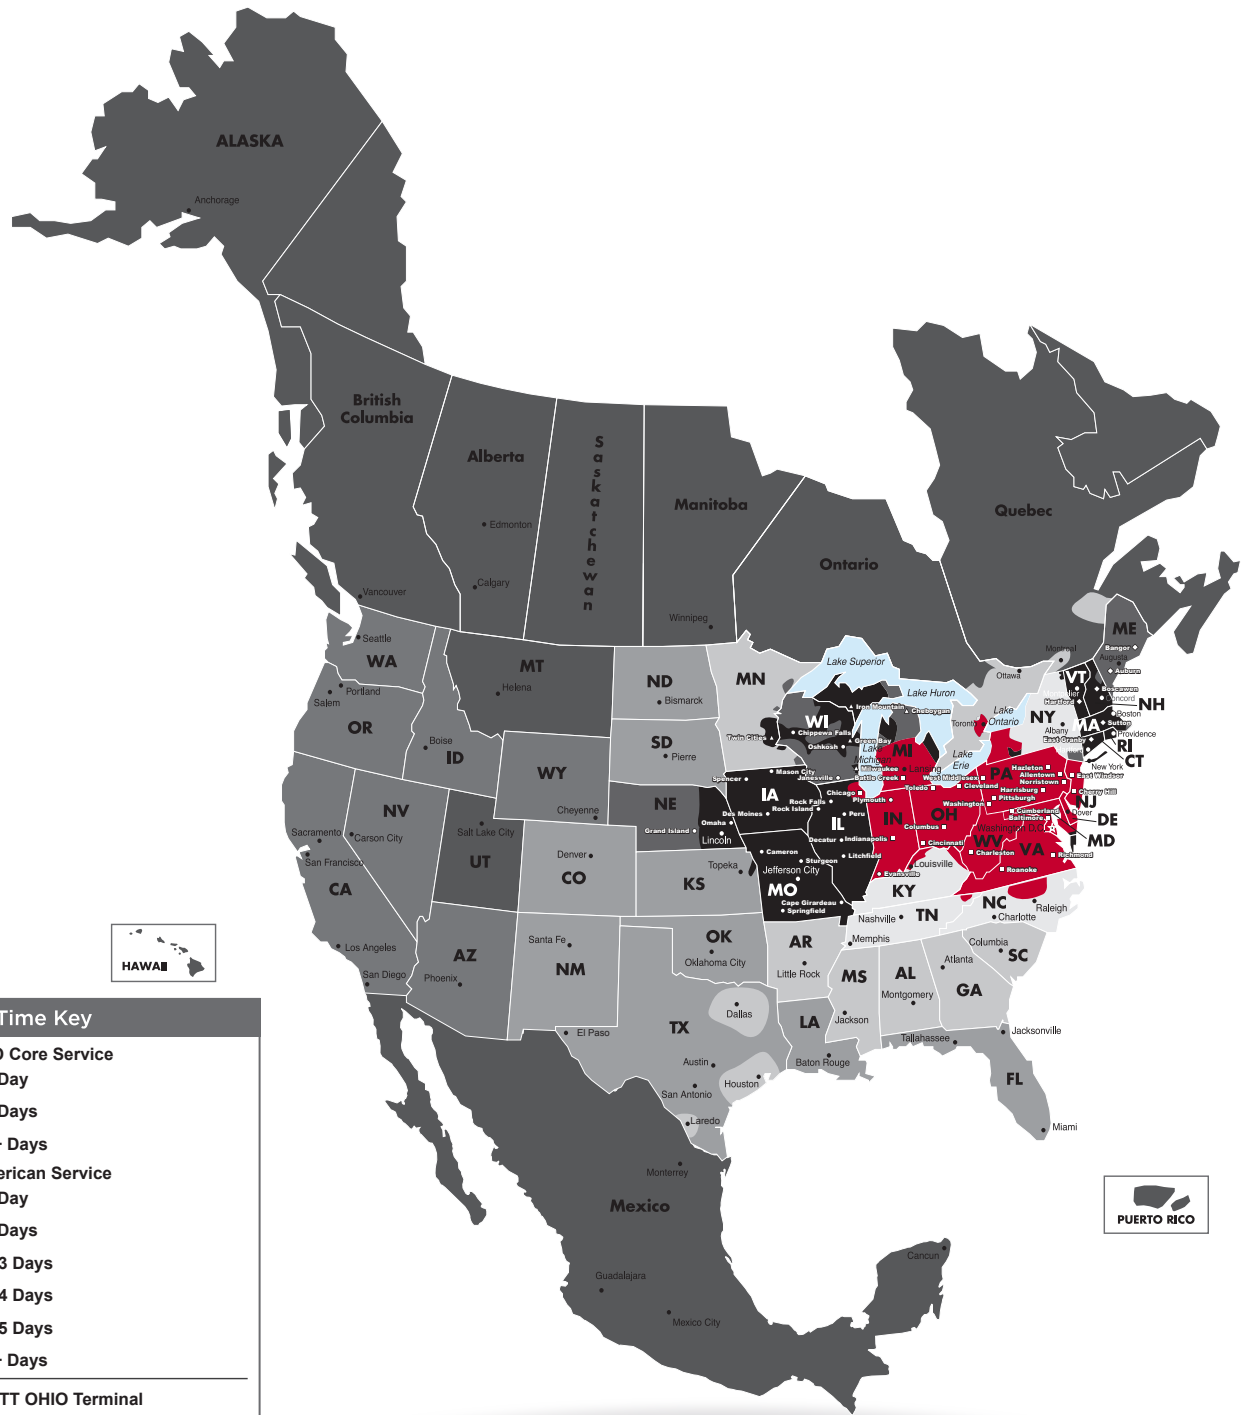 ALASKA
Anchorage
British
Columbia
Alberta
Saskatchewan
Manitoba
Quebec
Edmonton
Ontario
Calgary
Vancouver
Winnipeg
ME
Seattle
Montreal
Bangor
WA
MT
ND
MN
Lake Superior
Augusta
Auburn
Ottawa
VT
Portland
Helena
Bismarck
Lake Huron
Boscawen
Salem
Iron Mountain
Cheboygan
Hartford
Concord
NH
OR
WI
Chippewa Falls
Toronto
Lake
Ontario
NY
Albany
MA
Boston
Sutton
Boise
ID
SD
Pierre
Twin Cities
Green Bay
Oshkosh
Lake
Michigan
MI
Lansing
Lake
Erie
East Granby
Providence
RI
CT
New York
WY
Spencer
Mason City
Janesville
Milwaukee
Battle Creek
West Middlesex
PA
Hazleton
Allentown
Norristown
East Windsor
NV
Cheyenne
NE
IA
Chicago
Toledo
Cleveland
Harrisburg
Cherry Hill
Rock Falls
Rock Island
Plymouth
Washington
Pittsburgh
NJ
Sacramento
Carson City
Salt Lake City
Omaha
Des Moines
Peru
IN
OH
Cumberland
Baltimore
Dover
DE
Grand Island
Lincoln
IL
Columbus
Washington D.C.
MD
San Francisco
UT
Denver
Decatur
Indianapolis
Cincinnati
WV
VA
Cameron
Sturgeon
Litchfield
Charleston
Richmond
CO
Topeka
KS
Jefferson City
Louisville
Evansville
Roanoke
CA
MO
Cape Girardeau
Springfield
KY
NC
Raleigh
Nashville
TN
Charlotte
Los Angeles
AZ
Santa Fe
NM
OK
Oklahoma City
AR
Memphis
Columbia
SC
HAWAII
San Diego
Phoenix
Little Rock
MS
AL
Atlanta
GA
Montgomery
Time Key
El Paso
TX
Dallas
LA
Jackson
Tallahassee
Jacksonville
Core Service
Austin
Baton Rouge
Day
San Antonio
Houston
FL
Days
Laredo
Miami
Days
Monterrey
erican Service
Day
Mexico
PUERTO RICO
Days
3 Days
Cancun
Guadalajara
4 Days
Mexico City
5 Days
Days
TT OHIO Terminal